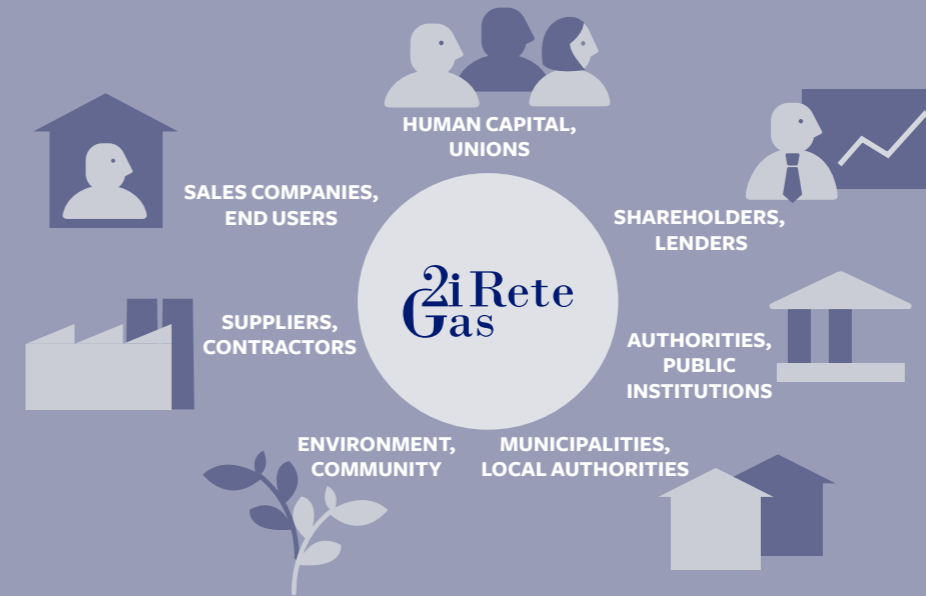 HUMAN CAPITAL,
UNIONS
SALES COMPANIES,
END USERS
SHAREHOLDERS,
LENDERS
2i Rete
Gas
SUPPLIERS,
CONTRACTORS
AUTHORITIES,
PUBLIC
INSTITUTIONS
ENVIRONMENT,
COMMUNITY
MUNICIPALITIES,
LOCAL AUTHORITIES